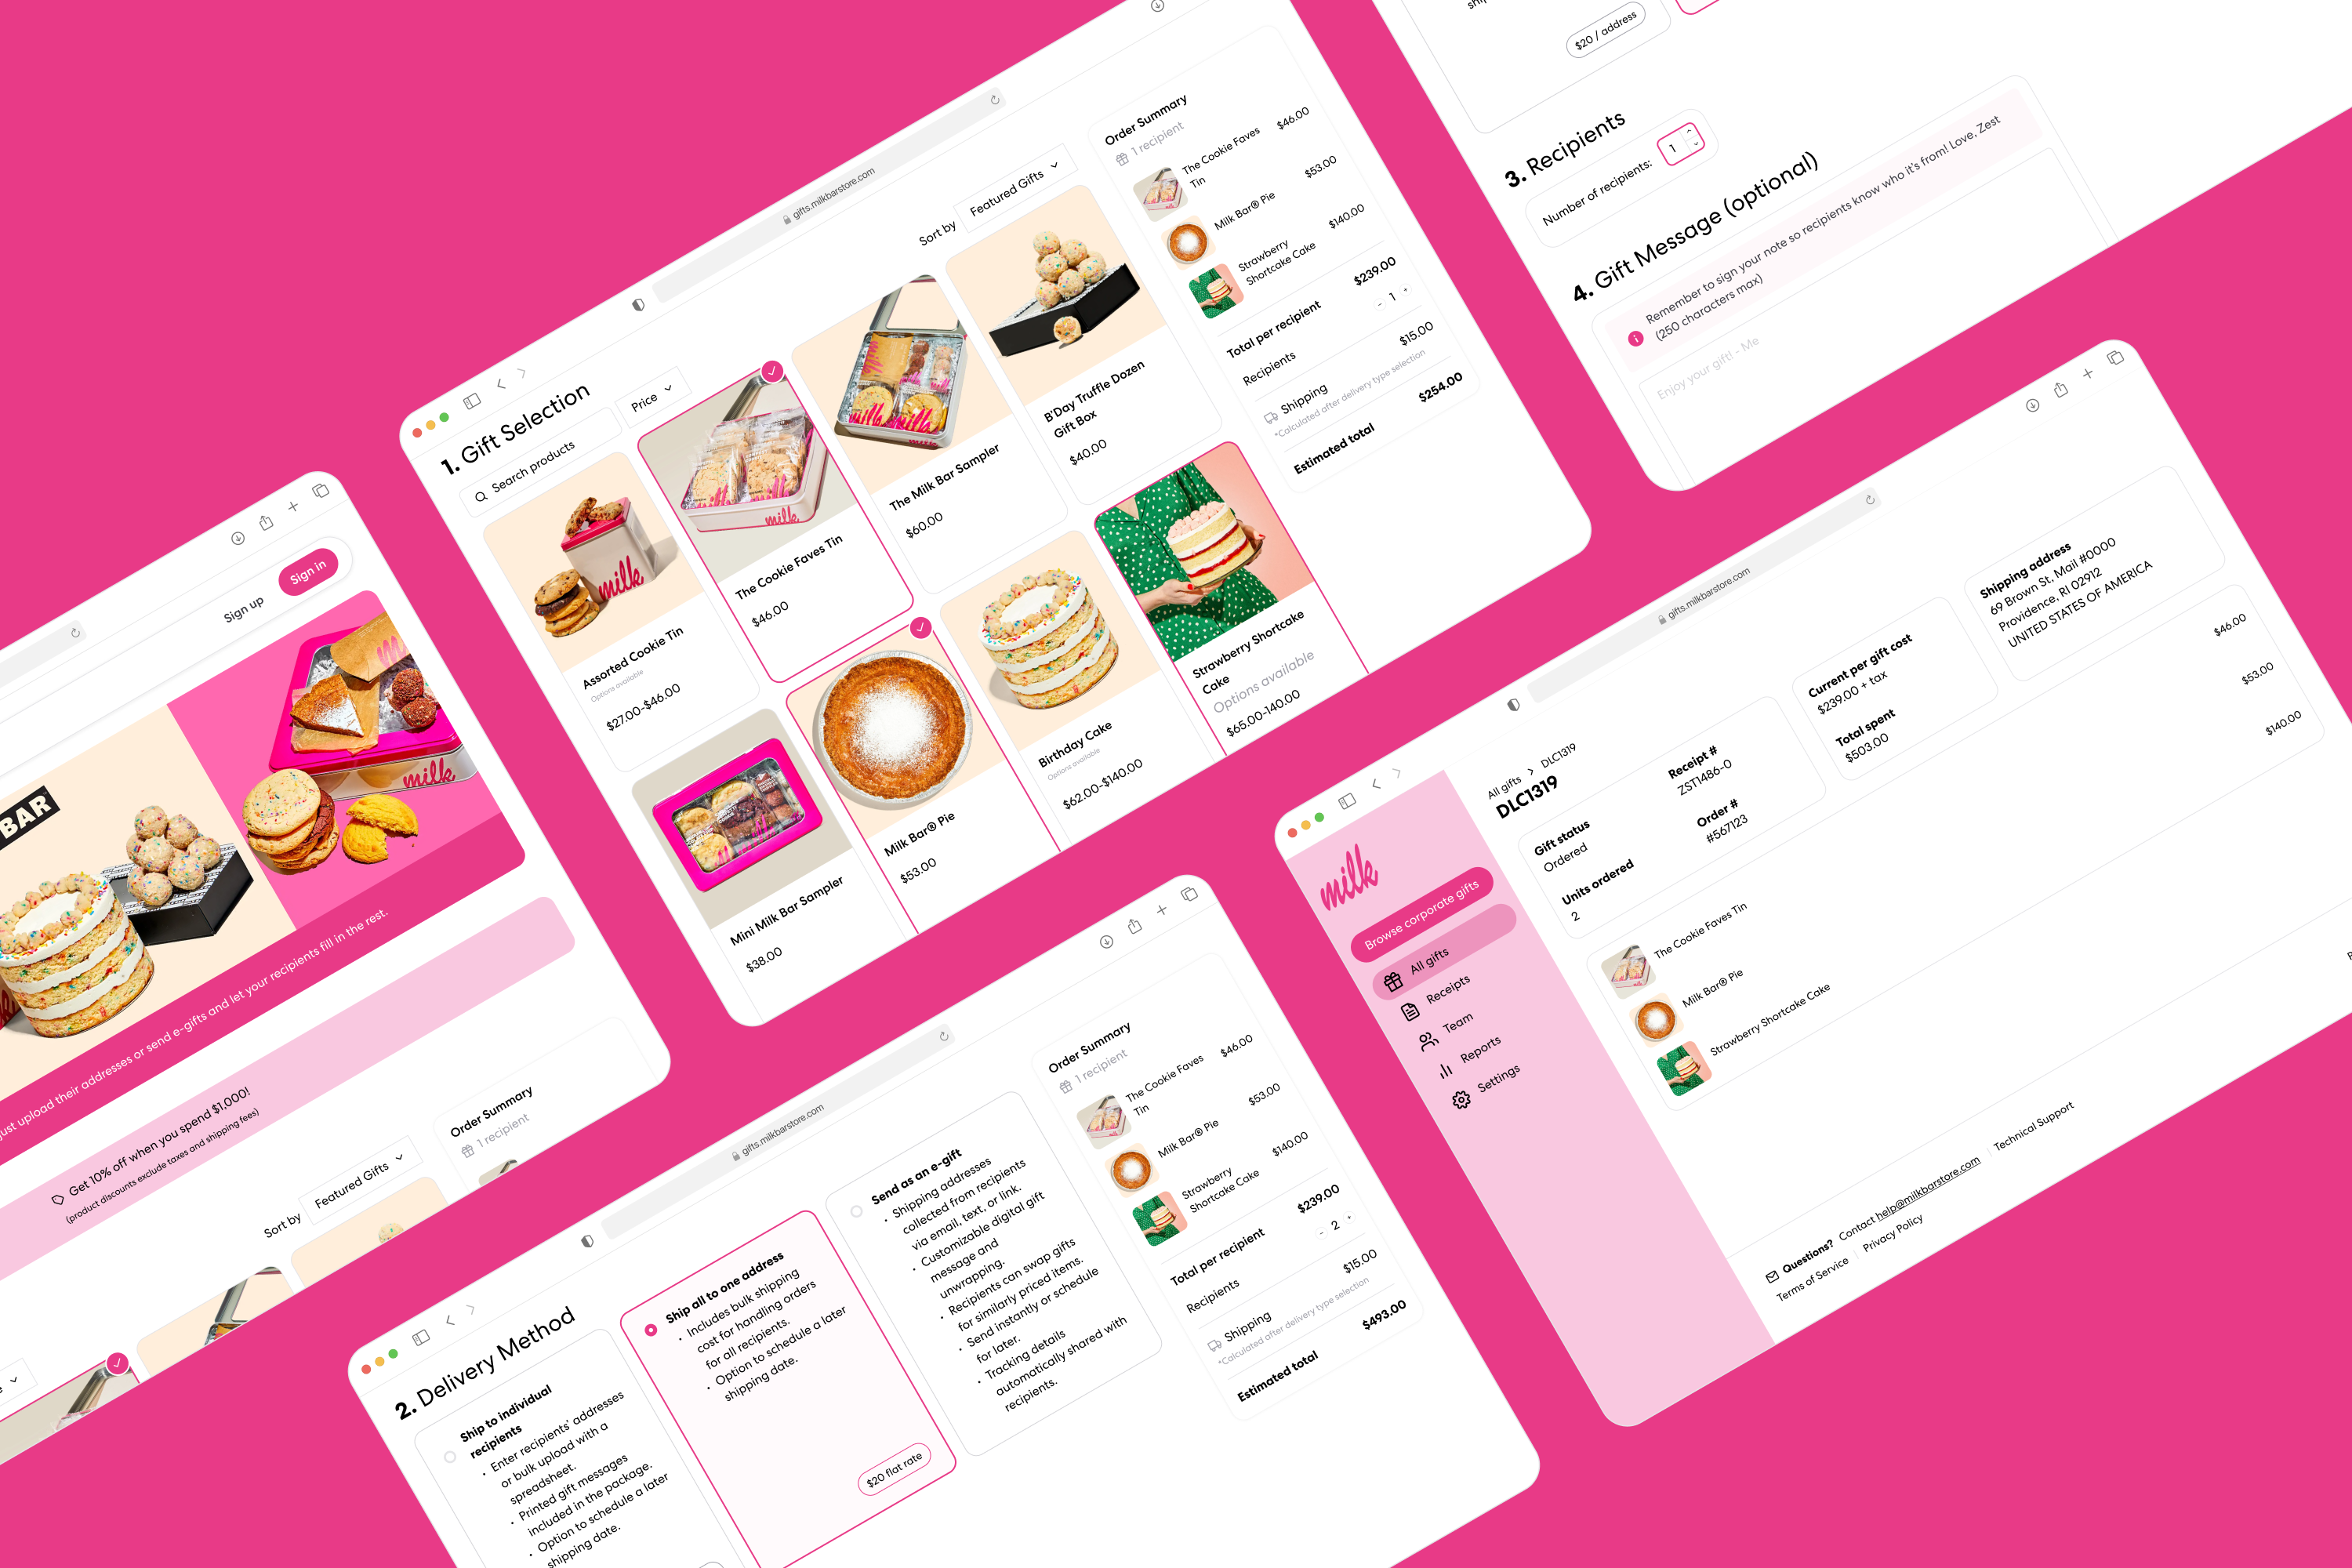 Sign up
Sign in
BAR
milk
just upload their addresses or send e-gifts and let your recipients fill in the rest.
Get 10% off when you spend $1,000!
(product discounts exclude taxes and shipping fees)
Sort by
Featured Gifts
Order Summary
1 recipient
gifts.milkbarstore.com
1. Gift Selection
Search products
Price
Sort by
Featured Gifts
milk
Assorted Cookie Tin
Options available
$27.00-$46.00
milk
The Cookie Faves Tin
$46.00
milk
The Milk Bar Sampler
$60.00
B'Day Truffle Dozen
Gift Box
$40.00
Mini Milk Bar Sampler
$38.00
Milk Bar® Pie
$53.00
Birthday Cake
Options available
$62.00-$140.00
Strawberry Shortcake
Cake
Options available
$65.00-140.00
Order Summary
1 recipient
The Cookie Faves
Tin
$46.00
Milk Bar® Pie
$53.00
Strawberry
Shortcake Cake
$140.00
Total per recipient
$239.00
Recipients
- 1 +
Shipping
$15.00
*Calculated after delivery type selection
Estimated total
$254.00
$20 / address
3. Recipients
Number of recipients:
1
4. Gift Message (optional)
Remember to sign your note so recipients know who it's from! Love, Zest
(250 characters max)
Enjoy your gift! - Me
gifts.milkbarstore.com
2. Delivery Method
Ship to individual
recipients
• Enter recipients' addresses
or bulk upload with a
spreadsheet.
• Printed gift messages
included in the package.
• Option to schedule a later
shipping date.
Ship all to one address
• Includes bulk shipping
cost for handling orders
for all recipients.
• Option to schedule a later
shipping date.
$20 flat rate
Send as an e-gift
• Shipping addresses
collected from recipients
via email, text, or link.
• Customizable digital gift
message and
unwrapping.
• Recipients can swap gifts
for similarly priced items.
• Send instantly or schedule
for later.
• Tracking details
automatically shared with
recipients.
Order Summary
1 recipient
The Cookie Faves
Tin
$46.00
Milk Bar® Pie
$53.00
Strawberry
Shortcake Cake
$140.00
Total per recipient
$239.00
Recipients
- 2 +
Shipping
$15.00
*Calculated after delivery type selection
Estimated total
$493.00
gifts.milkbarstore.com
milk
Browse corporate gifts
All gifts
Receipts
Team
Reports
Settings
All gifts > DLC1319
DLC1319
Gift status
Ordered
Receipt #
ZST1486-0
Units ordered
2
Order #
#567123
Current per gift cost
$239.00 + tax
Total spent
$503.00
Shipping address
69 Brown St, Mail #0000
Providence, RI 02912
UNITED STATES OF AMERICA
The Cookie Faves Tin
$46.00
Milk Bar® Pie
$53.00
Strawberry Shortcake Cake
$140.00
Questions? Contact help@milkbarstore.com
Technical Support
Terms of Service
Privacy Policy